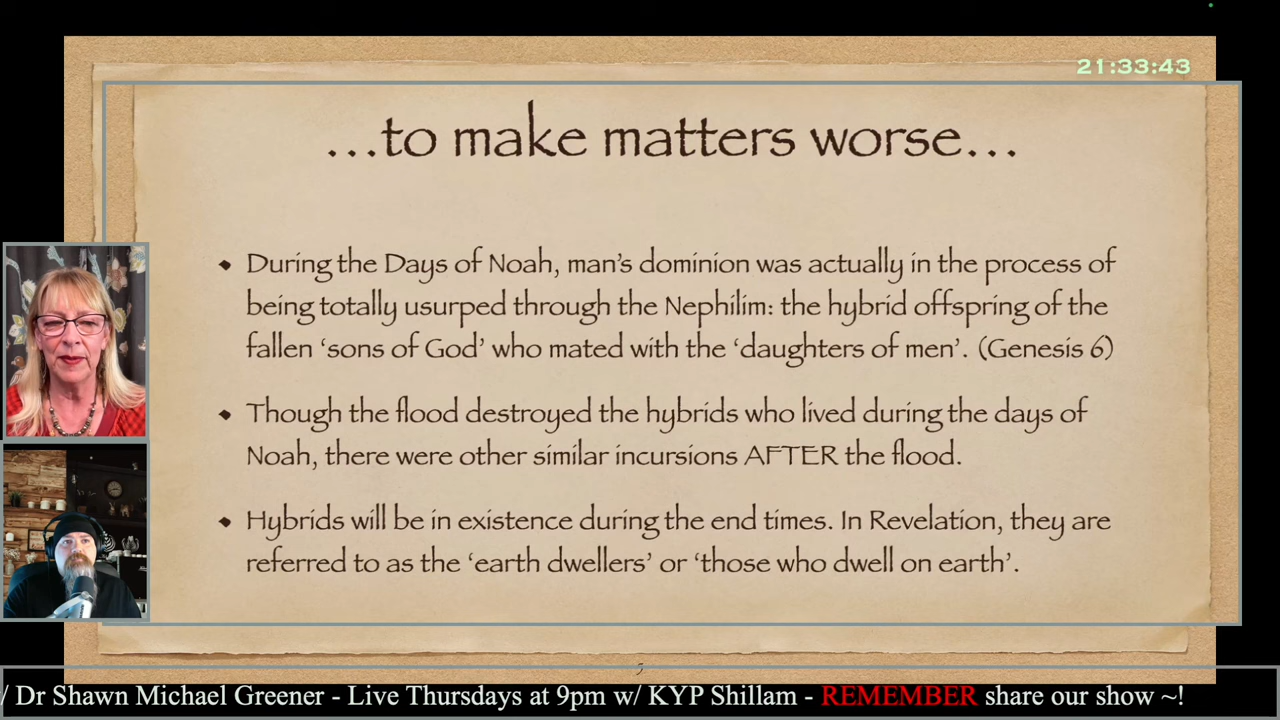 21:33:43
...to make matters worse...
During the Days of Noah, man's dominion was actually in the process of
being totally usurped through the Nephilim: the hybrid offspring of the
fallen 'sons of God' who mated with the 'daughters of men'. (Genesis 6)
Though the flood destroyed the hybrids who lived during the days of
Noah, there were other similar incursions AFTER the flood.
Hybrids will be in existence during the end times. In Revelation, they are
referred to as the 'earth dwellers' or 'those who dwell on earth'.
/ Dr Shawn Michael Greener - Live Thursdays at 9pm w/ KYP Shillam - REMEMBER share our show ~!